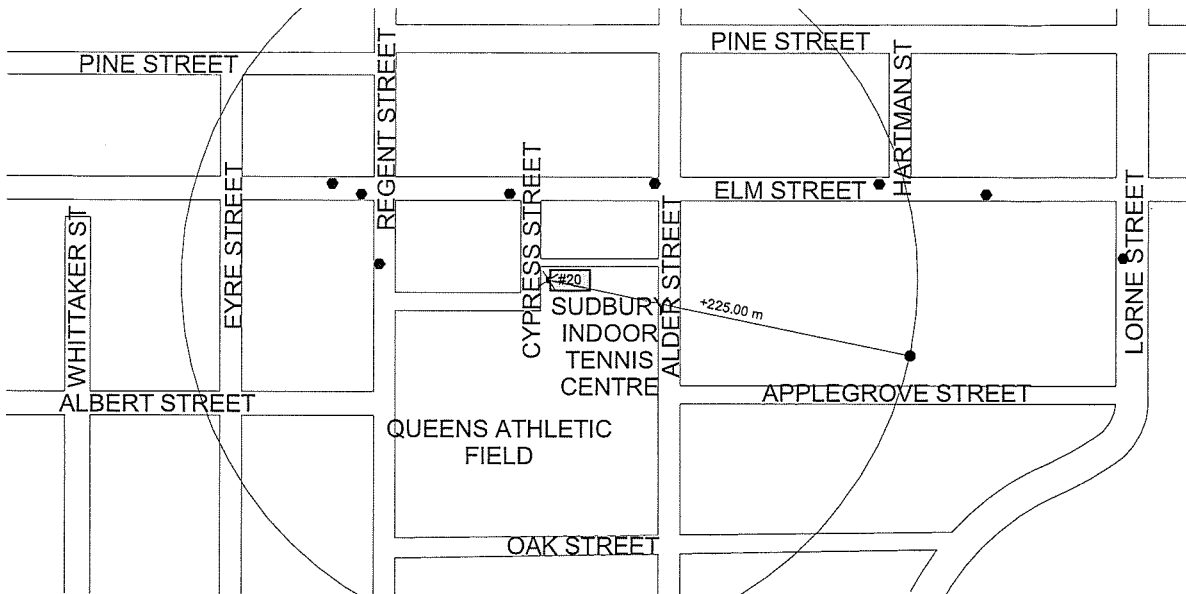 PINE STREET
PINE STREET
REGENT STREET
HARTMAN ST
ELM STREET
EYRE STREET
CYPRESS STREET
ALDER STREET
LORNE STREET
WHITTAKER ST
#20
+225.00 m
SUDBURY
INDOOR
TENNIS
CENTRE
APPLEGROVE STREET
ALBERT STREET
QUEENS ATHLETIC
FIELD
OAK STREET